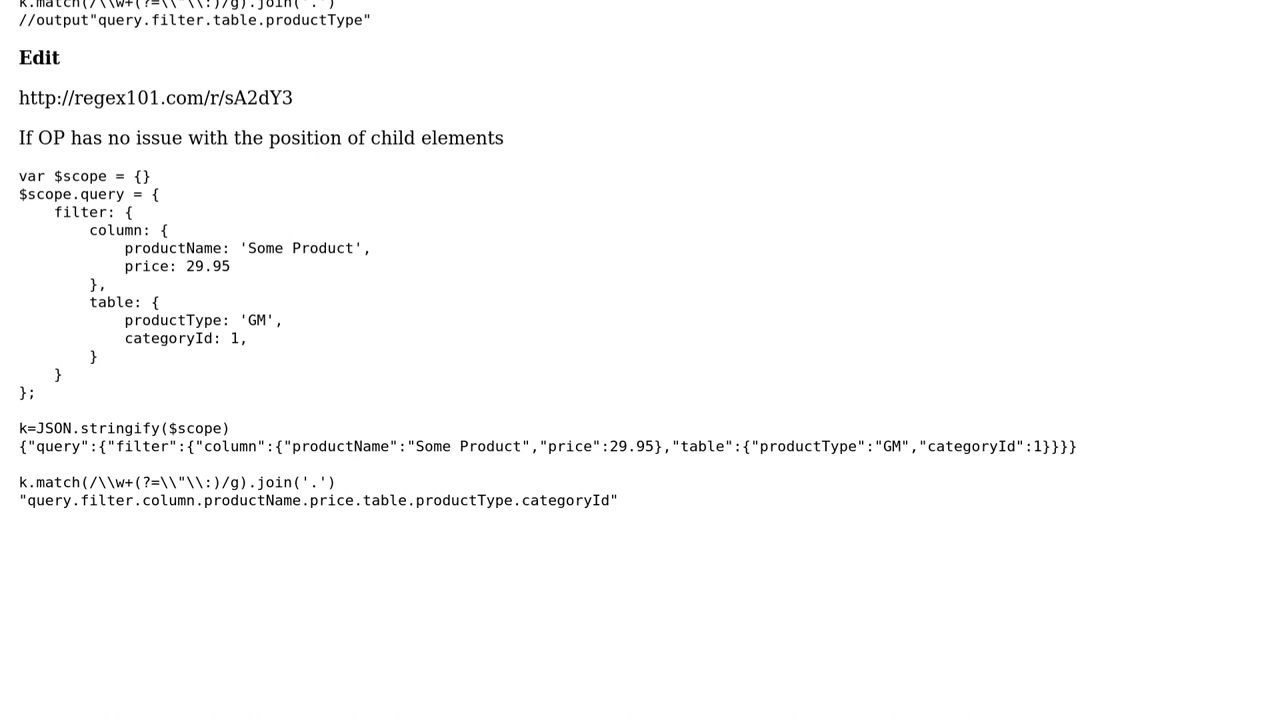 k.match(/\\w+(?=\\"\\:)/g).join('.')
//output"query.filter.table.productType"
Edit
http://regex101.com/r/sA2dY3
If OP has no issue with the position of child elements
var $scope = {}
$scope.query = {
    filter: {
        column: {
            productName: 'Some Product',
            price: 29.95
        },
        table: {
            productType: 'GM',
            categoryId: 1,
        }
    }
};
k=JSON.stringify($scope)
{"query":{"filter":{"column":{"productName":"Some Product","price":29.95},"table":{"productType":"GM","categoryId":1}}}}
k.match(/\\w+(?=\\"\\:)/g).join('.')
"query.filter.column.productName.price.table.productType.categoryId"